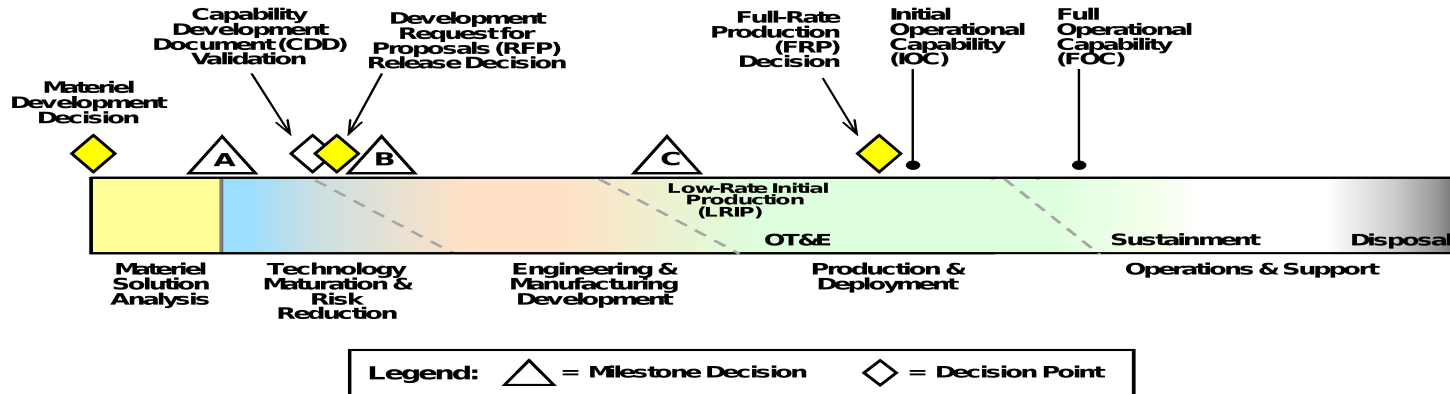 Capability
Development
Document (CDD)
Validation
Development
Request for
Proposals (RFP)
Release Decision
Full-Rate
Production
(FRP)
Decision
Initial
Operational
Capability
(IOC)
Full
Operational
Capability
(FOC)
Materiel
Development
Decision
A
B
C
Low-Rate Initial
Production
(LRIP)
OT&E
Sustainment
Disposal
Materiel
Solution
Analysis
Technology
Maturation &
Risk
Reduction
Engineering &
Manufacturing
Development
Production &
Deployment
Operations & Support
Legend:
= Milestone Decision
= Decision Point